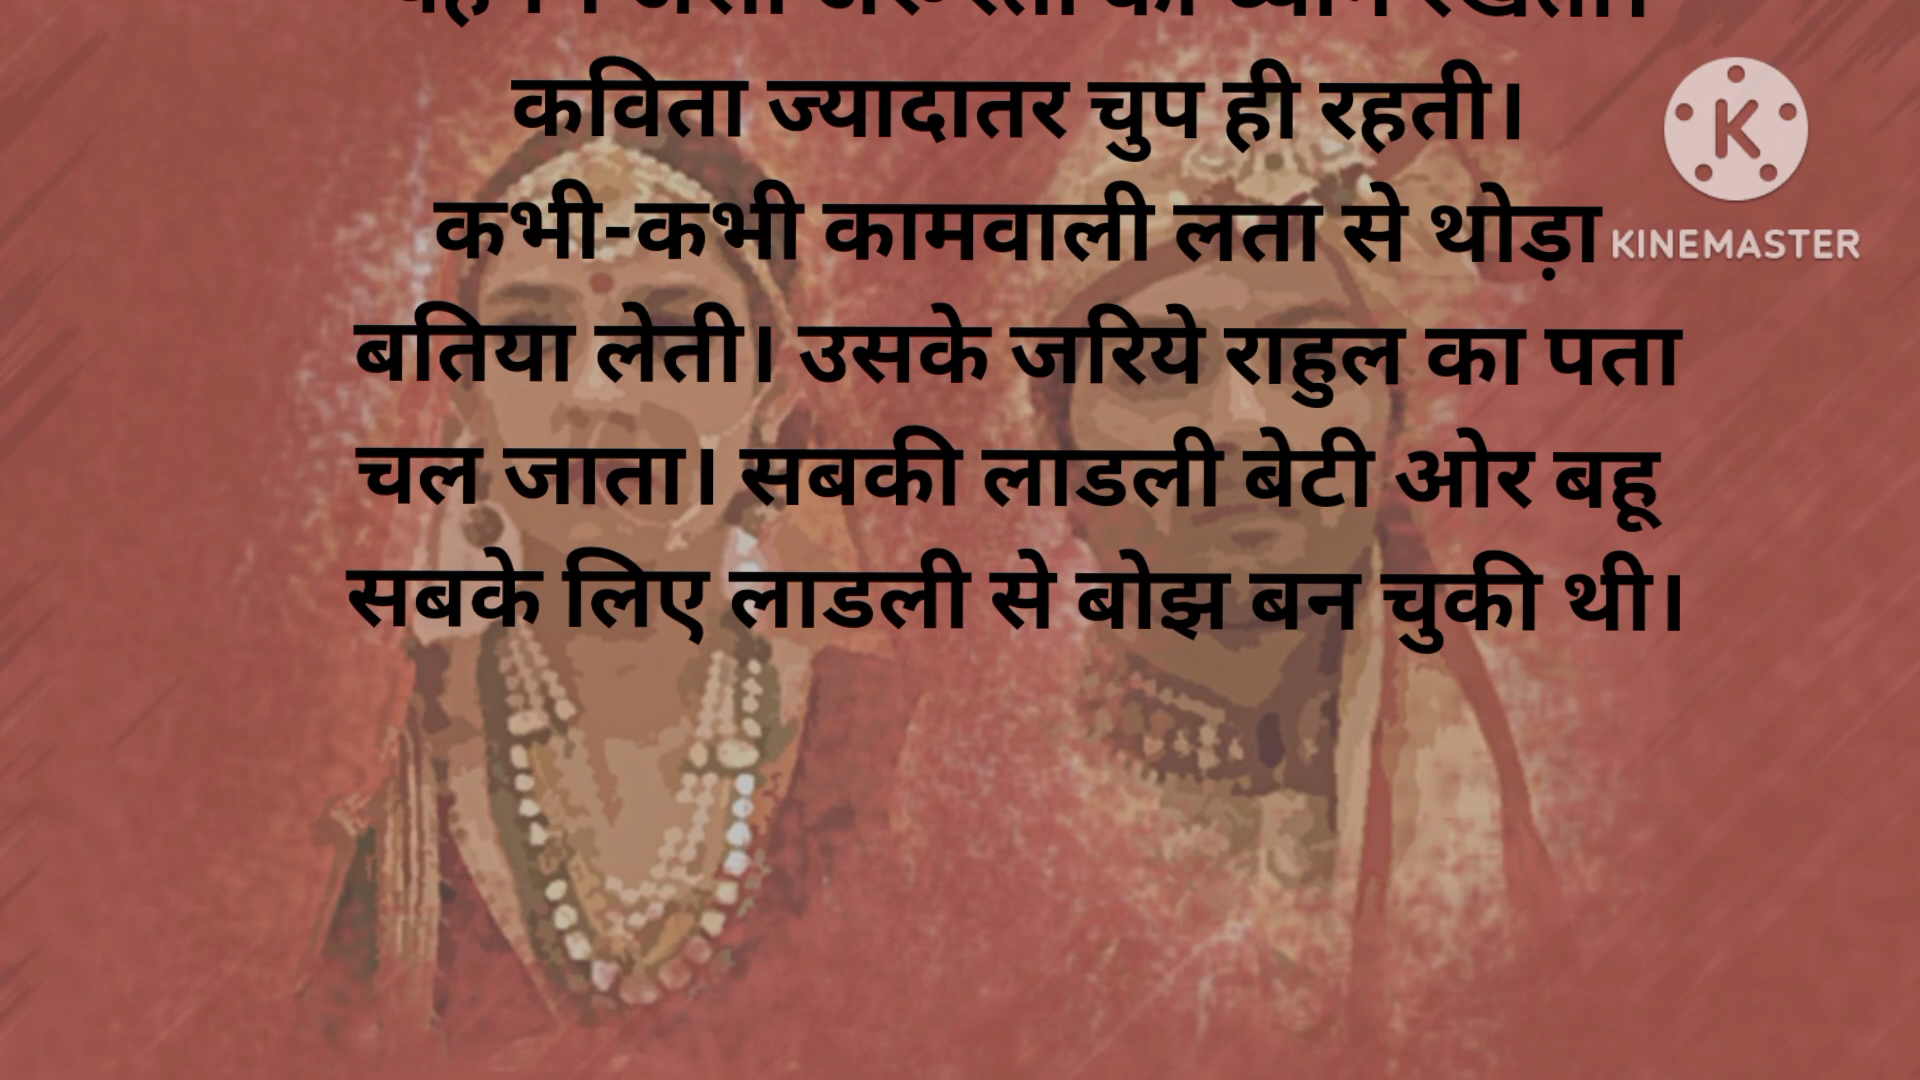 कविता ज्यादातर चुप ही रहती।
कभी-कभी कामवाली लता से थोड़ा
बतिया लेती। उसके जरिये राहुल का पता
चल जाता। सबकी लाडली बेटी ओर बहू
सबके लिए लाडली से बोझ बन चुकी थी।
K
KINEMASTER